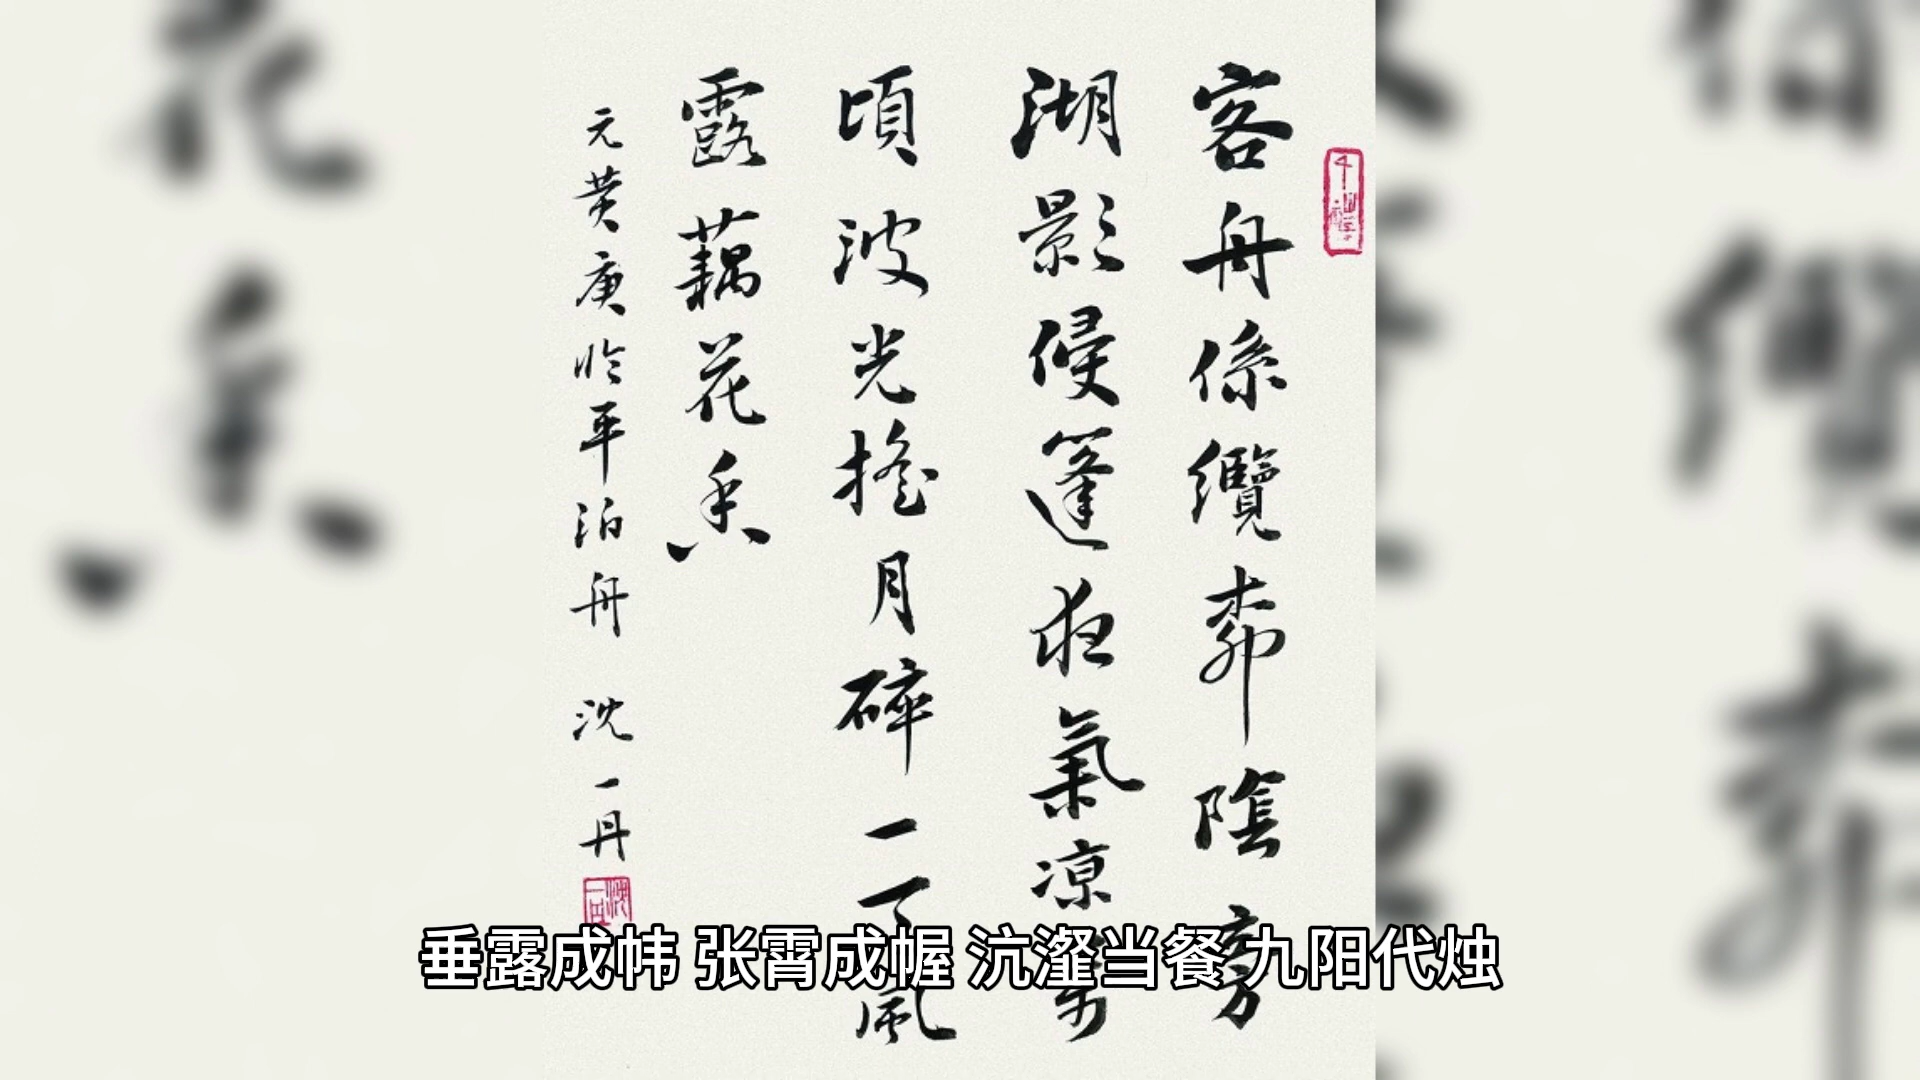 客舟係纜柳陰旁
湖影侵篷夜氣凉萬
頃波光搖月碎一天風
露藕花香
元黄庚臨平泊舟 沈一丹
垂露成帏 张霄成幄 沆瀣当餐 九阳代烛